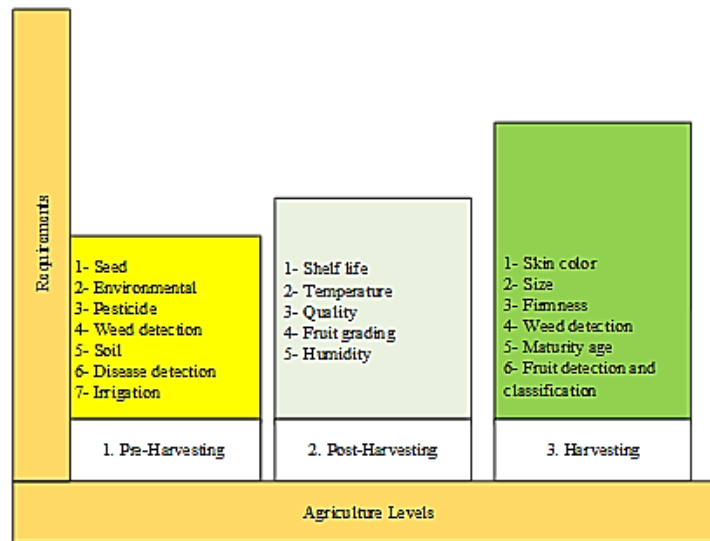 Requirements
1- Seed
2- Environmental
3- Pesticide
4- Weed detection
5- Soil
6- Disease detection
7- Irrigation
1. Pre-Harvesting
1- Shelf life
2- Temperature
3- Quality
4- Fruit grading
5- Humidity
2. Post-Harvesting
1- Skin color
2- Size
3- Firmness
4- Weed detection
5- Maturity age
6- Fruit detection and
classification
3. Harvesting
Agriculture Levels